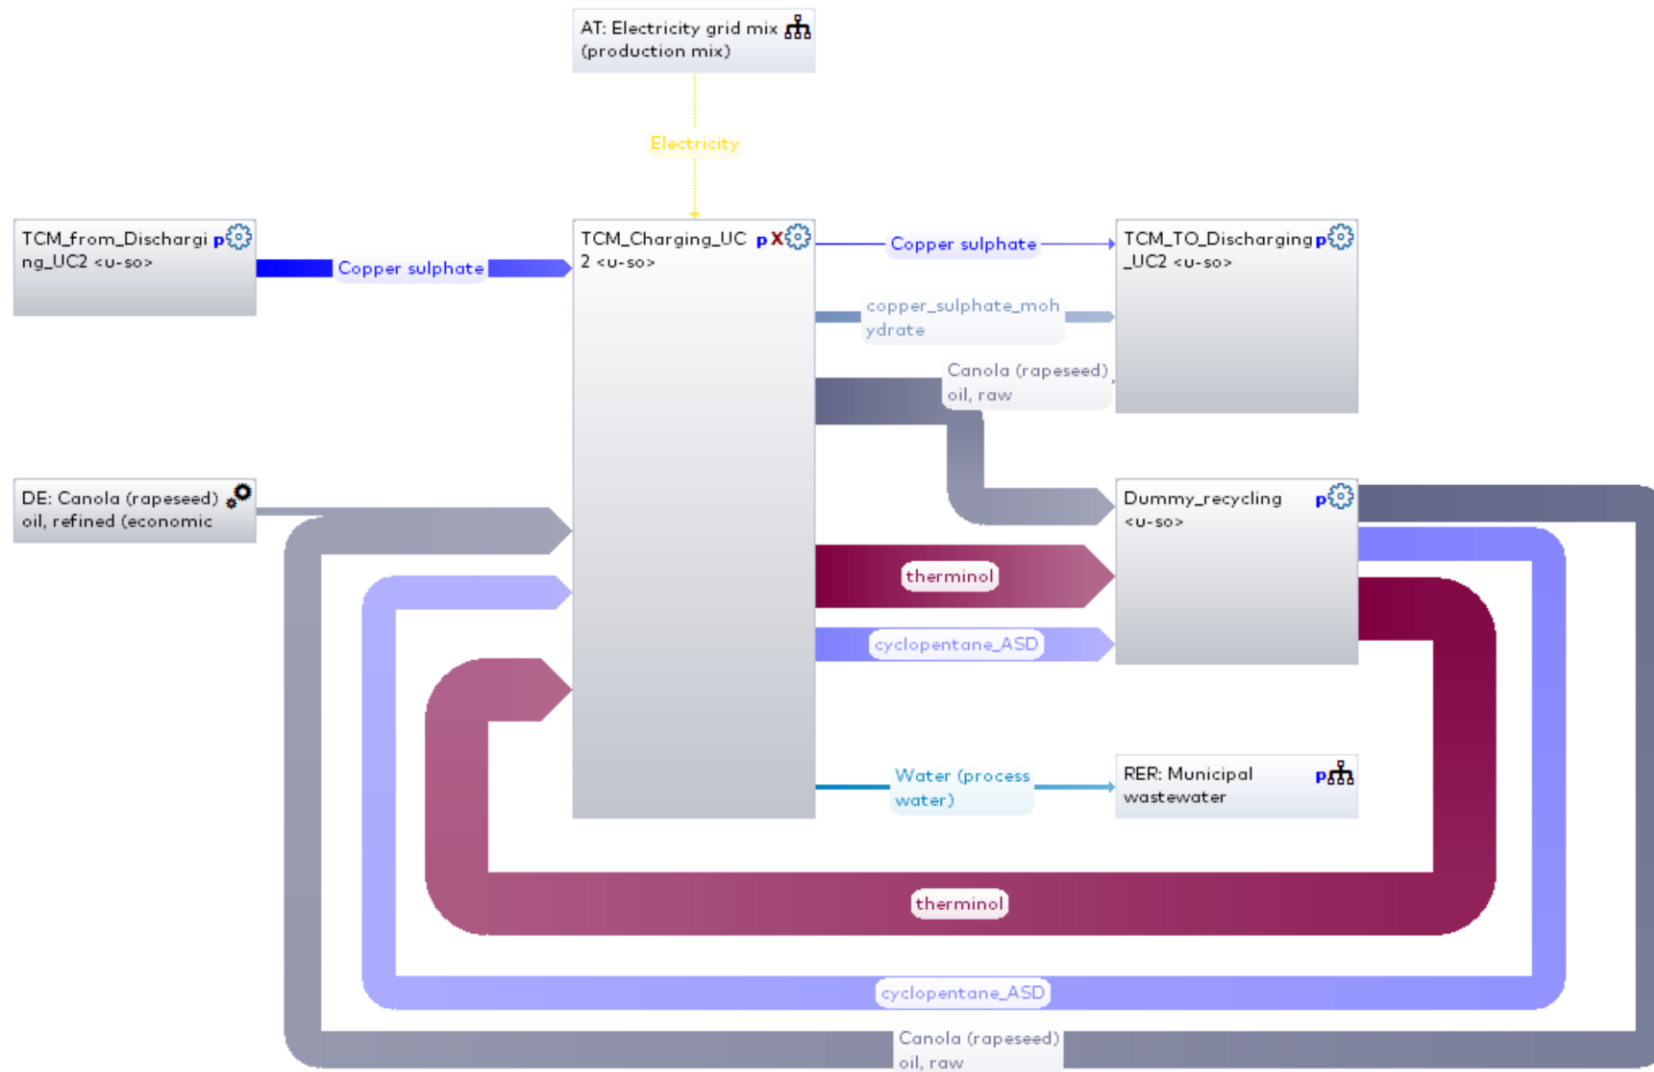 AT: Electricity grid mix
(production mix)
Electricity
TCM_from_Dischargi p
ng_UC2 <u-so>
Copper sulphate
TCM_Charging_UC p X
2 <u-so>
Copper sulphate
TCM_TO_Discharging p
_UC2 <u-so>
copper_sulphate_moh
ydrate
Canola (rapeseed)
oil, raw
DE: Canola (rapeseed)
oil, refined (economic
Dummy_recycling p
<u-so>
therminol
cyclopentane_ASD
Water (process
water)
RER: Municipal p
wastewater
therminol
cyclopentane_ASD
Canola (rapeseed)
oil, raw